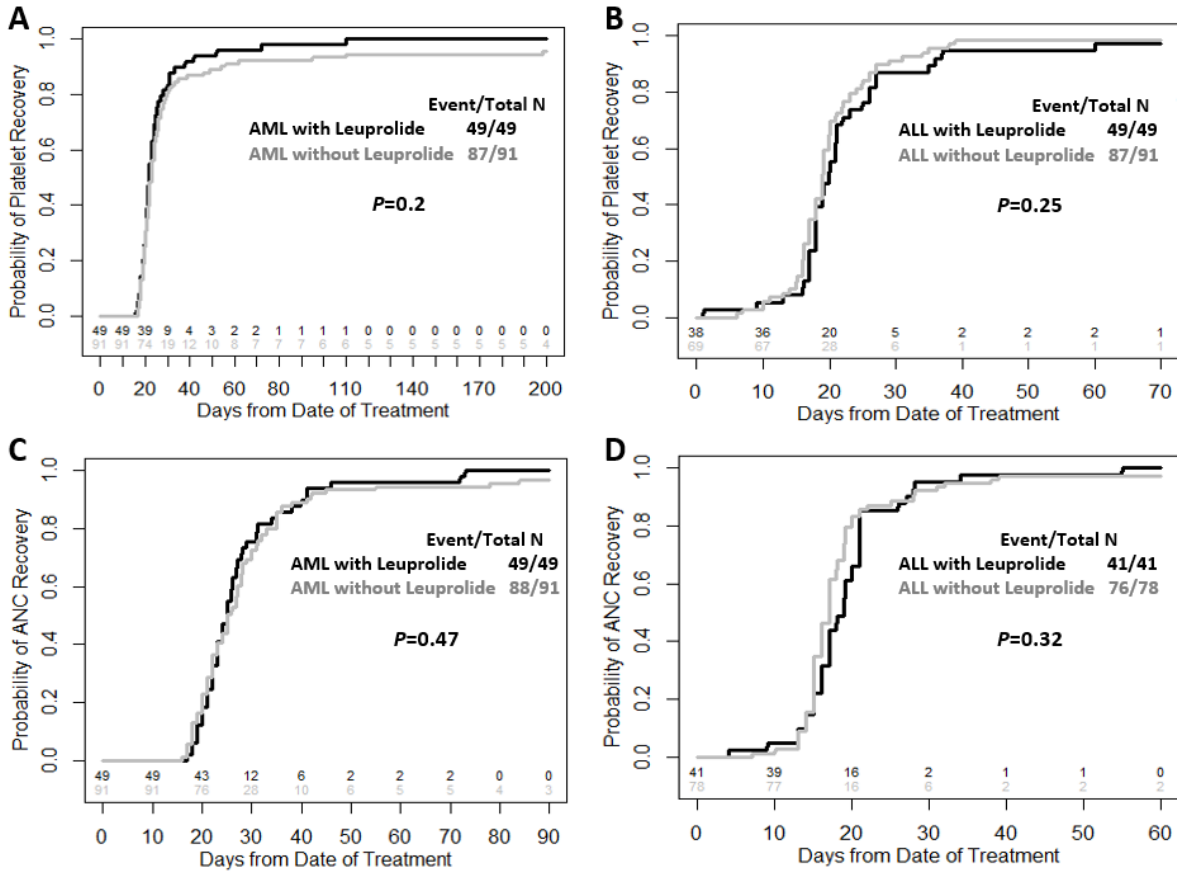 A
Probability of Platelet Recovery
1.0
0.8
0.6
0.4
0.2
0.0
Event/Total N
AML with Leuprolide 49/49
AML without Leuprolide 87/91
P=0.2
49 49 39 9 4 3 2 2 1 1 1 1 0 0 0 0 0 0 0 0 0
91 91 74 19 12 10 8 7 7 7 6 6 5 5 5 5 5 5 5 5 4
0 20 40 60 80 110 140 170 200
Days from Date of Treatment
B
Probability of Platelet Recovery
1.0
0.8
0.6
0.4
0.2
0.0
Event/Total N
ALL with Leuprolide 49/49
ALL without Leuprolide 87/91
P=0.25
38 36 20 5 2 2 2 1
69 67 28 6 1 1 1 1
0 10 20 30 40 50 60 70
Days from Date of Treatment
C
Probability of ANC Recovery
1.0
0.8
0.6
0.4
0.2
0.0
Event/Total N
AML with Leuprolide 49/49
AML without Leuprolide 88/91
P=0.47
49 49 43 12 6 2 2 2 0 0
91 91 76 28 10 6 5 5 4 3
0 10 20 30 40 50 60 70 80 90
Days from Date of Treatment
D
Probability of ANC Recovery
1.0
0.8
0.6
0.4
0.2
0.0
Event/Total N
ALL with Leuprolide 41/41
ALL without Leuprolide 76/78
P=0.32
41 39 16 2 1 1 0
78 77 16 6 2 2 2
0 10 20 30 40 50 60
Days from Date of Treatment